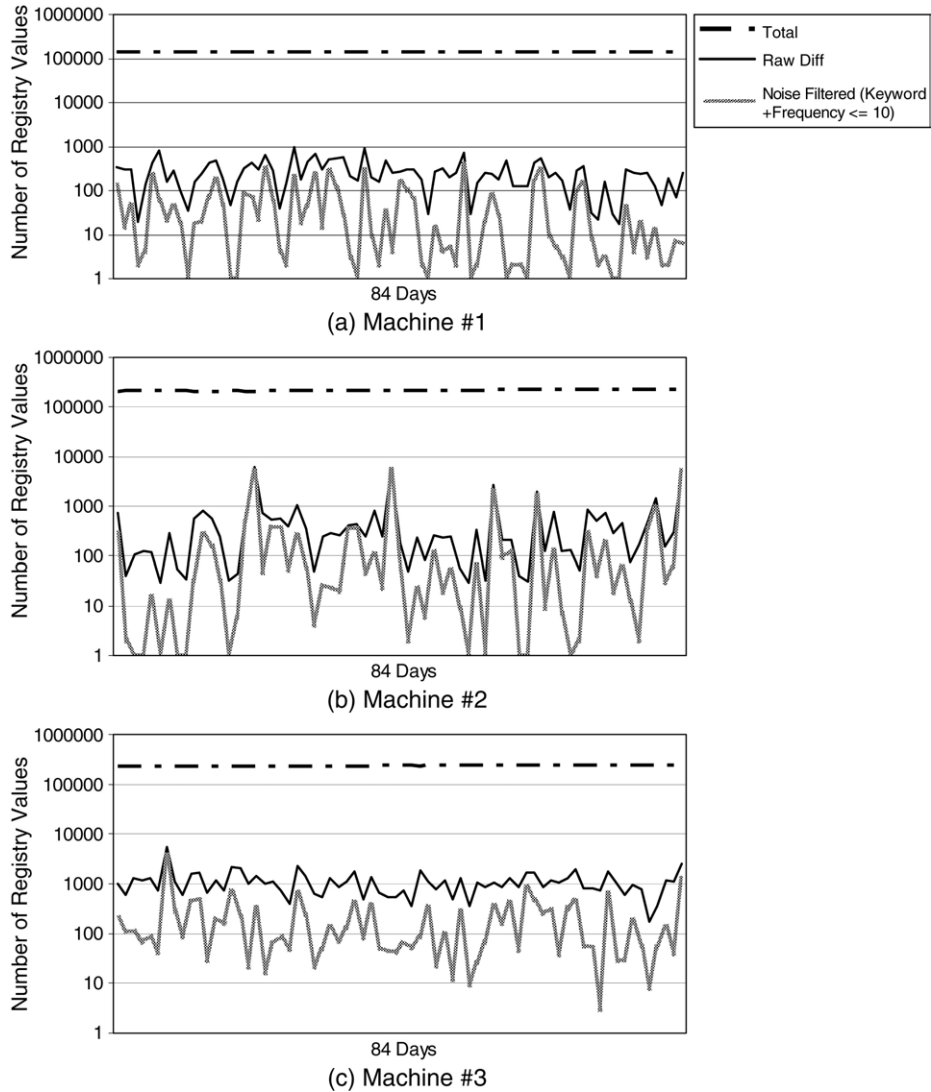 1000000
100000
10000
1000
100
10
1
Number of Registry Values
84 Days
(a) Machine #1
Total
Raw Diff
Noise Filtered (Keyword
+Frequency <= 10)
1000000
100000
10000
1000
100
10
1
Number of Registry Values
84 Days
(b) Machine #2
1000000
100000
10000
1000
100
10
1
Number of Registry Values
84 Days
(c) Machine #3